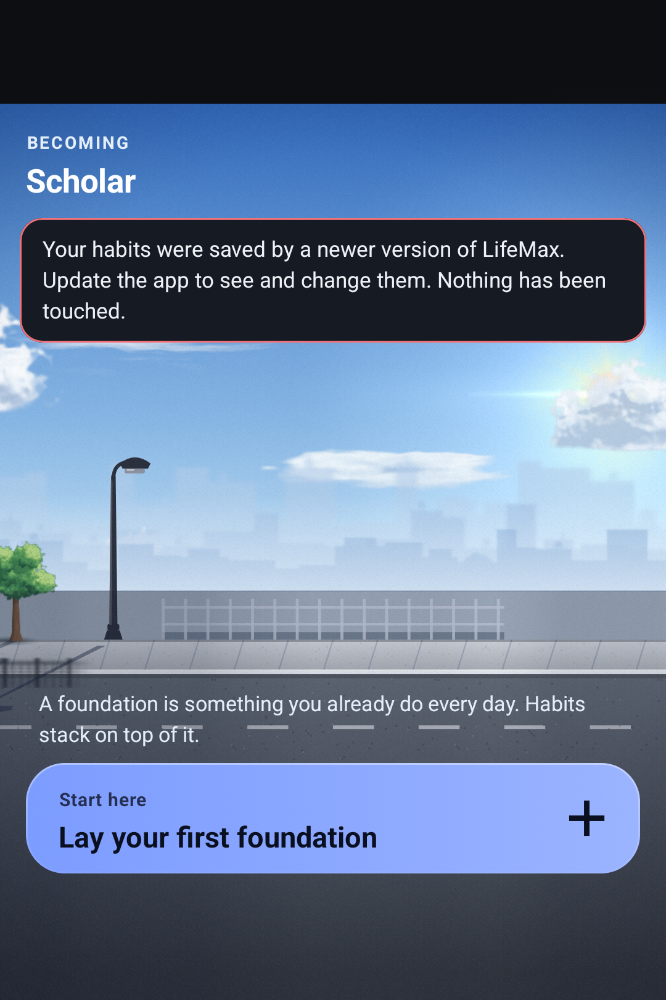 BECOMING
Scholar
Your habits were saved by a newer version of LifeMax.
Update the app to see and change them. Nothing has been
touched.
A foundation is something you already do every day. Habits
stack on top of it.
Start here
Lay your first foundation